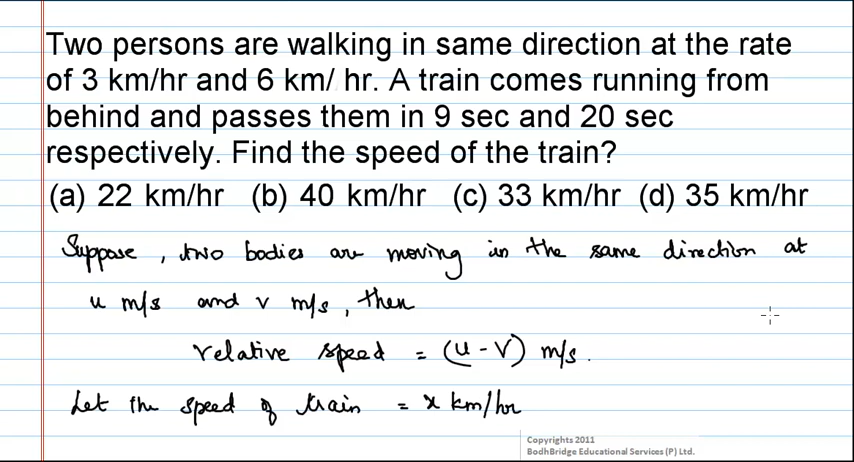 Two persons are walking in same direction at the rate
of 3 km/hr and 6 km/ hr. A train comes running from
behind and passes them in 9 sec and 20 sec
respectively. Find the speed of the train?
(a) 22 km/hr (b) 40 km/hr (c) 33 km/hr (d) 35 km/hr
Suppose, two bodies are moving in the same direction at
u m/s and v m/s, then
relative speed = (u - v) m/s.
Let the speed of train = x km/hr
Copyrights 2011
BodhBridge Educational Services (P) Ltd.